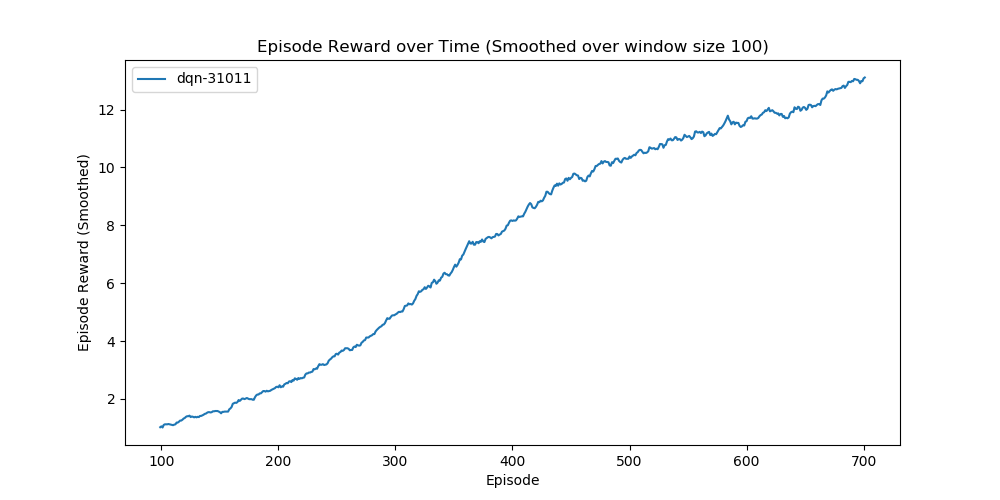 Episode Reward over Time (Smoothed over window size 100)
dqn-31011
Episode Reward (Smoothed)
12
10
8
6
4
2
100 200 300 400 500 600 700
Episode